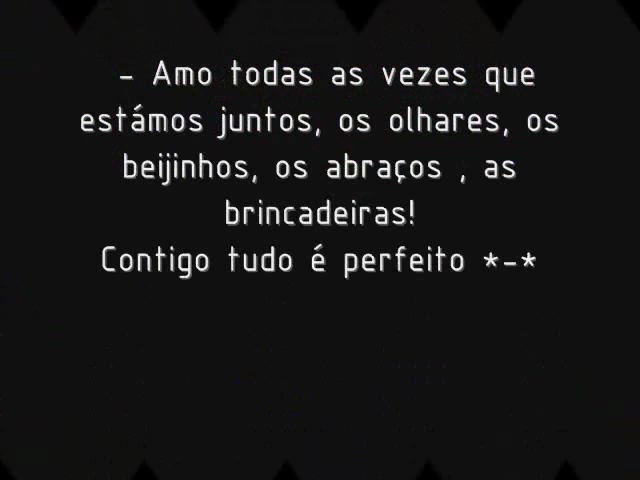 - Amo todas as vezes que
estámos juntos, os olhares, os
beijinhos, os abraços , as
brincadeiras!
Contigo tudo é perfeito *-*